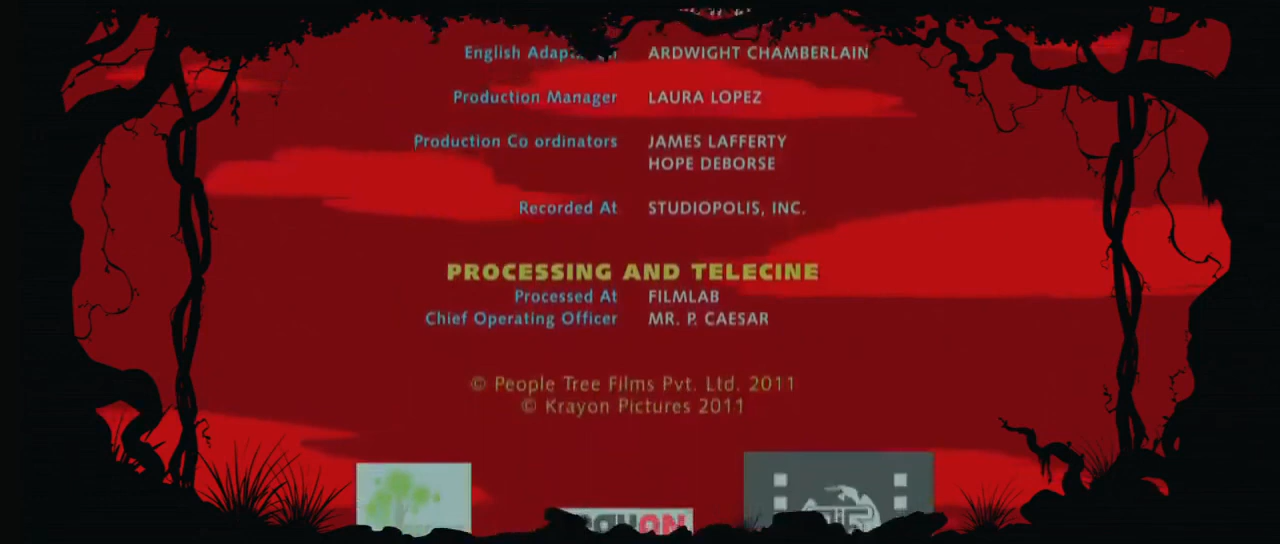 English ARDWIGHT CHAMBERLAIN
Production Manager LAURA LOPEZ
Production Co ordinators JAMES LAFFERTY
HOPE DEBORSE
Recorded At STUDIOPOLIS, INC.
PROCESSING AND TELECINE
Processed At FILMLAB
Chief Operating Officer MR. P. CAESAR
© People Tree Films Pvt. Ltd. 2011
© Krayon Pictures 2011